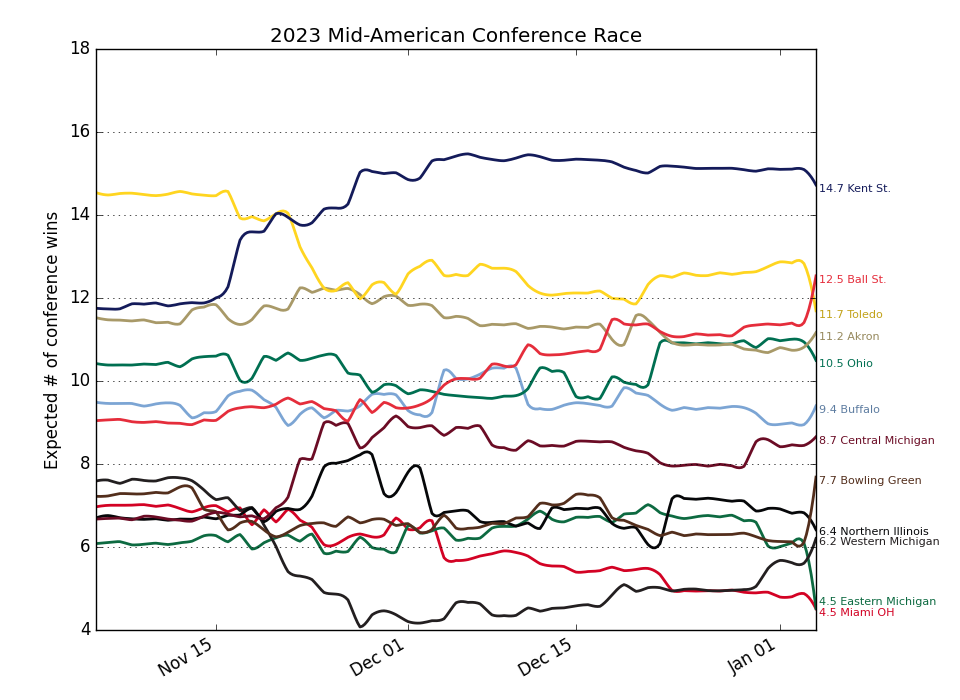 2023 Mid-American Conference Race
Expected # of conference wins
18
16
14
12
10
8
6
4
Nov 15
Dec 01
Dec 15
Jan 01
14.7 Kent St.
12.5 Ball St.
11.7 Toledo
11.2 Akron
10.5 Ohio
9.4 Buffalo
8.7 Central Michigan
7.7 Bowling Green
6.4 Northern Illinois
6.2 Western Michigan
4.5 Eastern Michigan
4.5 Miami OH